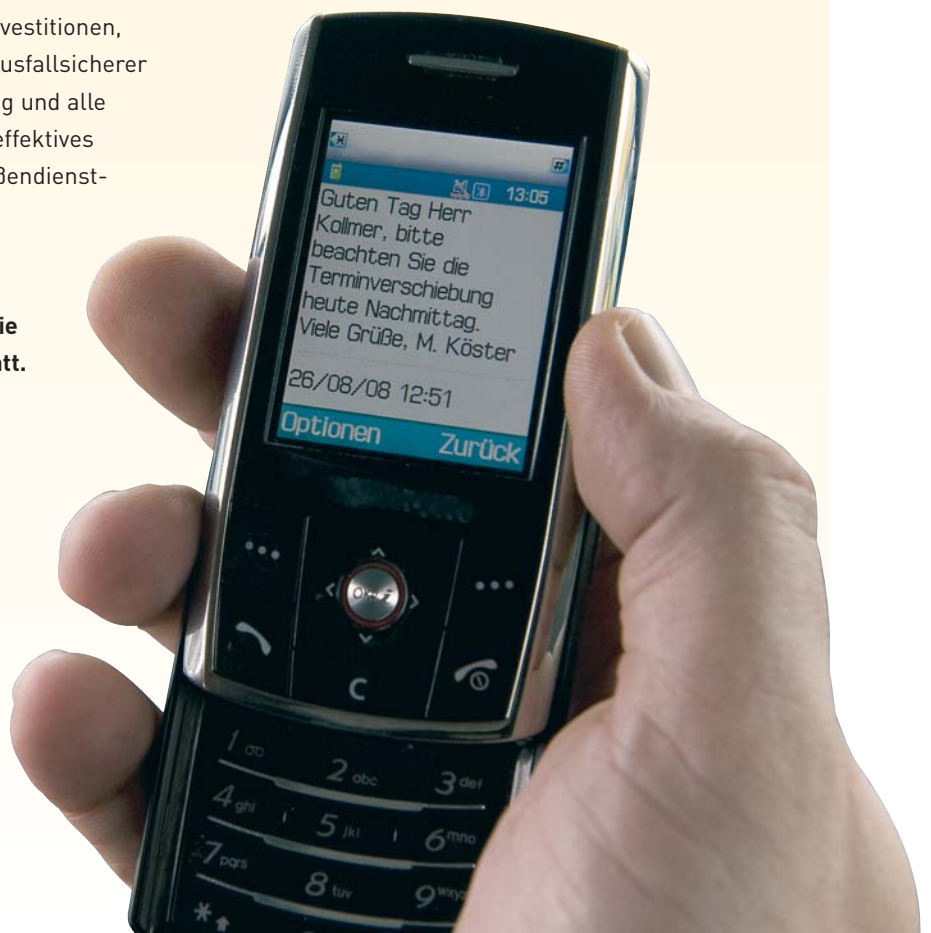 vestitionen,
usfallsicherer
g und alle
effektives
ßendienst-
ie
att.
13:05
Guten Tag Herr
Kollmer, bitte
beachten Sie die
Terminverschiebung
heute Nachmittag.
Viele Grüße, M. Köster
26/08/08 12:51
Optionen Zurück
C
1
2 abc
3 def
4 ghi
5 jkl
6 mno
7 pqrs
8 tuv
9 wxyz
*